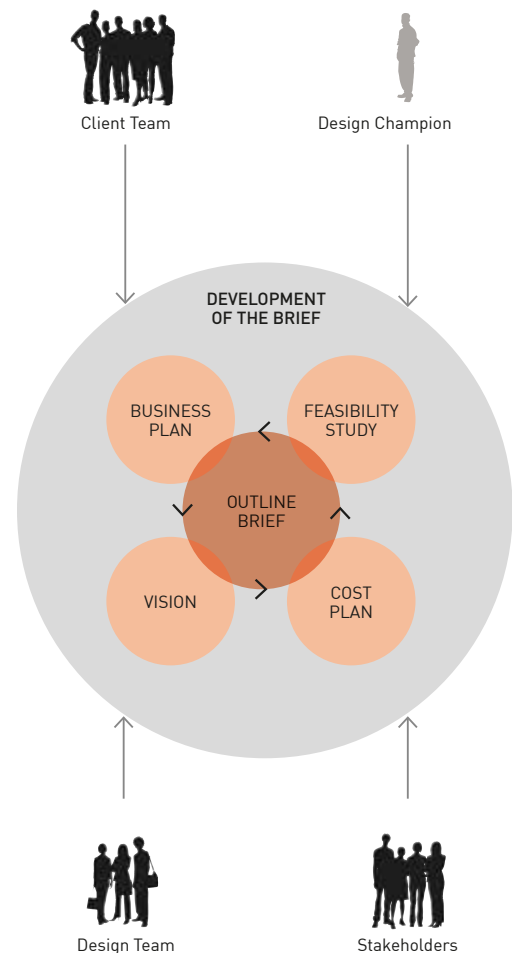 Client Team
Design Champion
DEVELOPMENT
OF THE BRIEF
BUSINESS
PLAN
FEASIBILITY
STUDY
OUTLINE
BRIEF
VISION
COST
PLAN
Design Team
Stakeholders